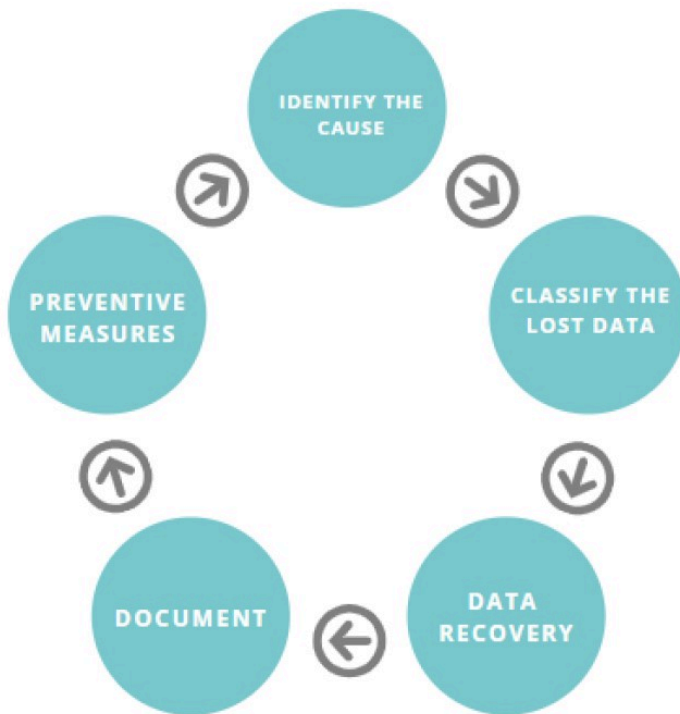 IDENTIFY THE
CAUSE
CLASSIFY THE
LOST DATA
DATA
RECOVERY
DOCUMENT
PREVENTIVE
MEASURES